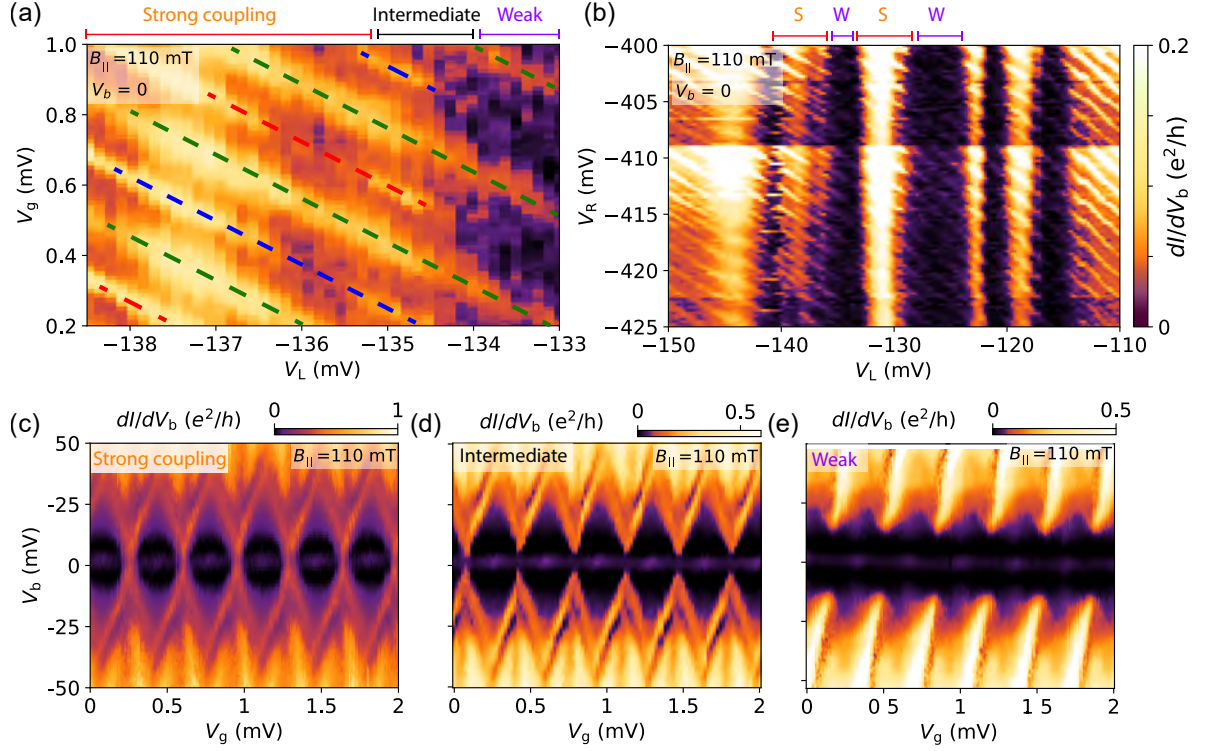 (a) Strong coupling Intermediate Weak
B|| =110 mT
V_b = 0
V_g (mV)
1.0
0.8
0.6
0.4
0.2
−138 −137 −136 −135 −134 −133
V_L (mV)
(b) S W S W
B|| =110 mT
V_b = 0
V_R (mV)
−400
−405
−410
−415
−420
−425
−150 −140 −130 −120 −110
V_L (mV)
0.2
0
dI/dV_b (e²/h)
(c) dI/dV_b (e²/h) 0 1
Strong coupling B|| =110 mT
V_b (mV)
50
-25
0
-25
-50
0 0.5 1 1.5 2
V_g (mV)
(d) dI/dV_b (e²/h) 0 0.5
Intermediate B|| =110 mT
0 0.5 1 1.5 2
V_g (mV)
(e) dI/dV_b (e²/h) 0 0.5
Weak B|| =110 mT
0 0 5 1 1.5 2
V_g (mV)